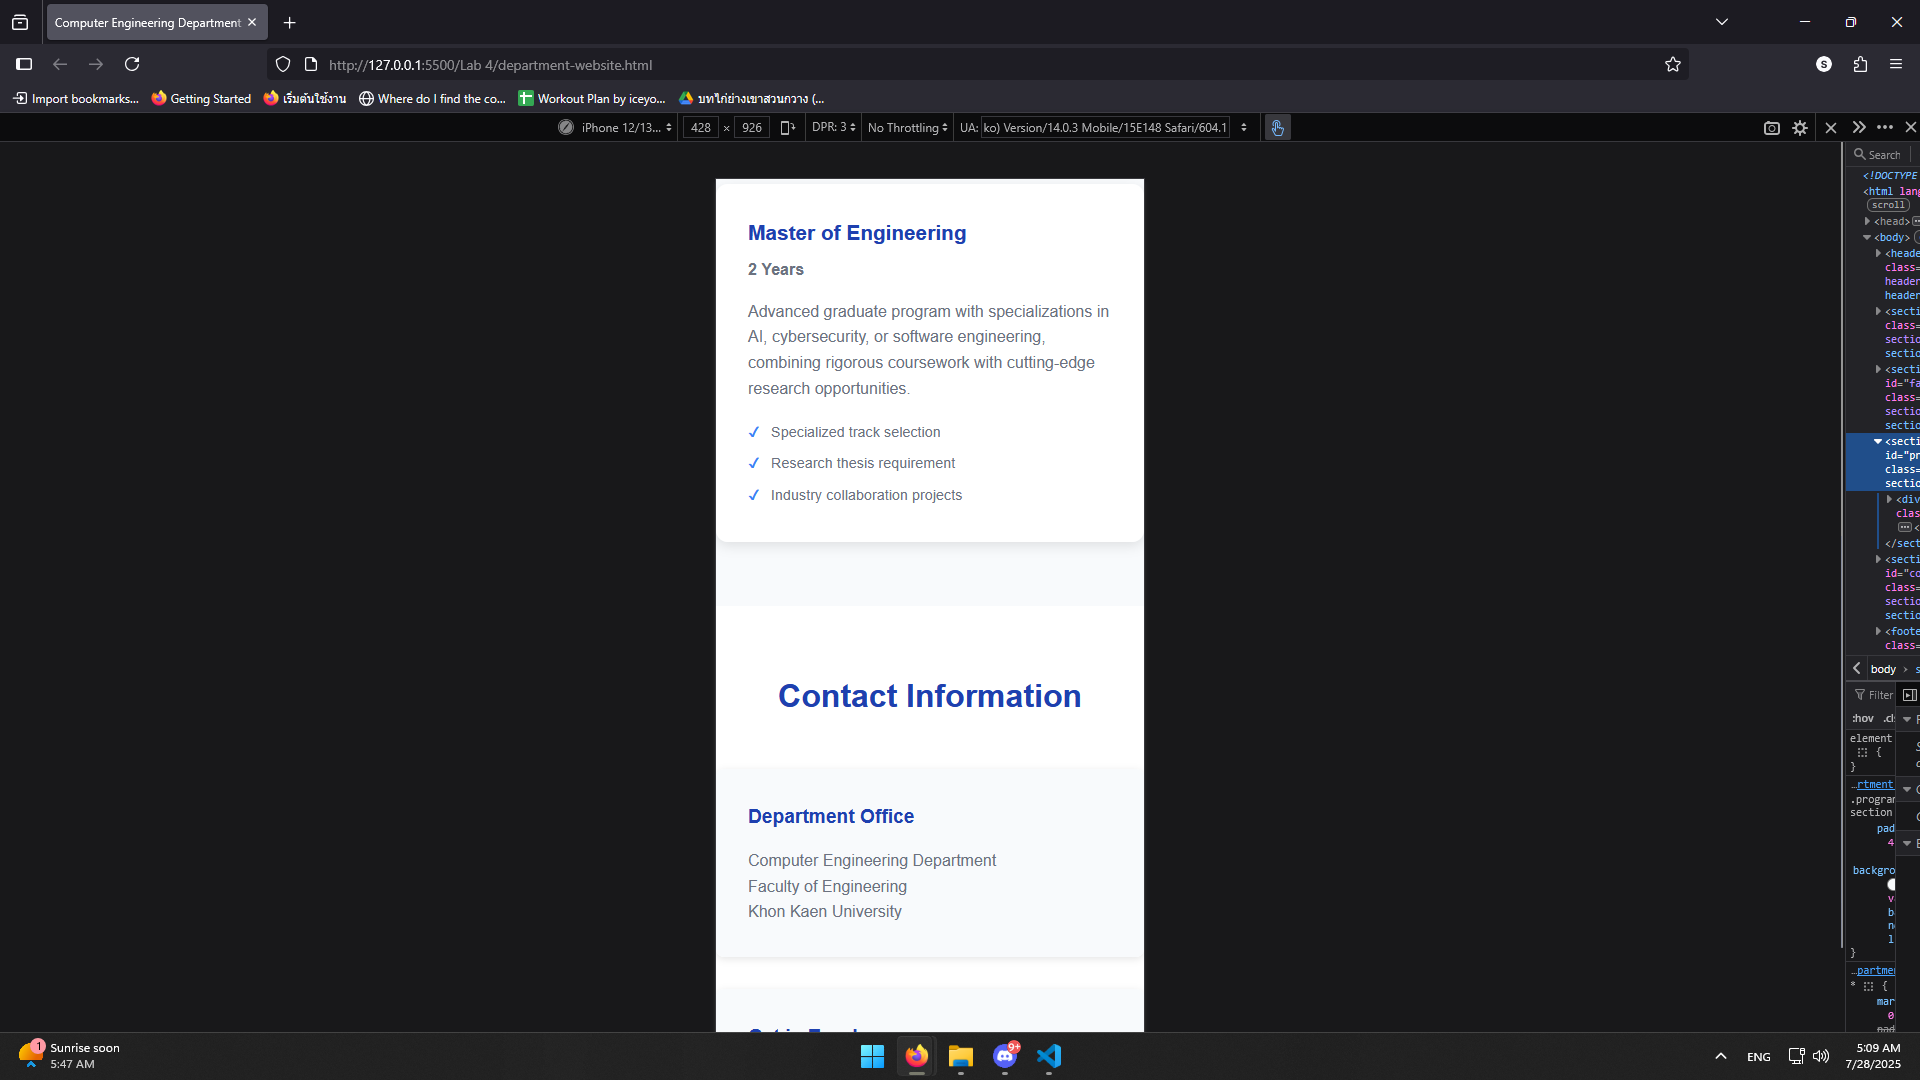 Computer Engineering Department
http://127.0.0.1:5500/Lab 4/department-website.html
S
Import bookmarks...
Getting Started
เริ่มต้นใช้งาน
Where do I find the co...
Workout Plan by iceyo...
บทไก่ย่างเขาสวนกวาง (...
iPhone 12/13...
428 × 926
DPR: 3
No Throttling
UA: ko) Version/14.0.3 Mobile/15E148 Safari/604.1
Search
<!DOCTYPE
<html lang
scroll
<head>
<body>
<heade
class=
header
header
<secti
class=
sectio
sectio
<secti
id="fa
class=
sectio
sectio
<secti
id="pr
class=
sectio
<div
clas
</sect
<secti
id="co
class=
sectio
sectio
<foote
class=
body
Filter
:hov .cl
element
{
}
…rtment
.program
section
pad
4
backgro
v
b
n
l
}
…partmen
* {
mar
0
pad
Master of Engineering
2 Years
Advanced graduate program with specializations in
AI, cybersecurity, or software engineering,
combining rigorous coursework with cutting-edge
research opportunities.
✓ Specialized track selection
✓ Research thesis requirement
✓ Industry collaboration projects
Contact Information
Department Office
Computer Engineering Department
Faculty of Engineering
Khon Kaen University
1
Sunrise soon
5:47 AM
9+
ENG
5:09 AM
7/28/2025